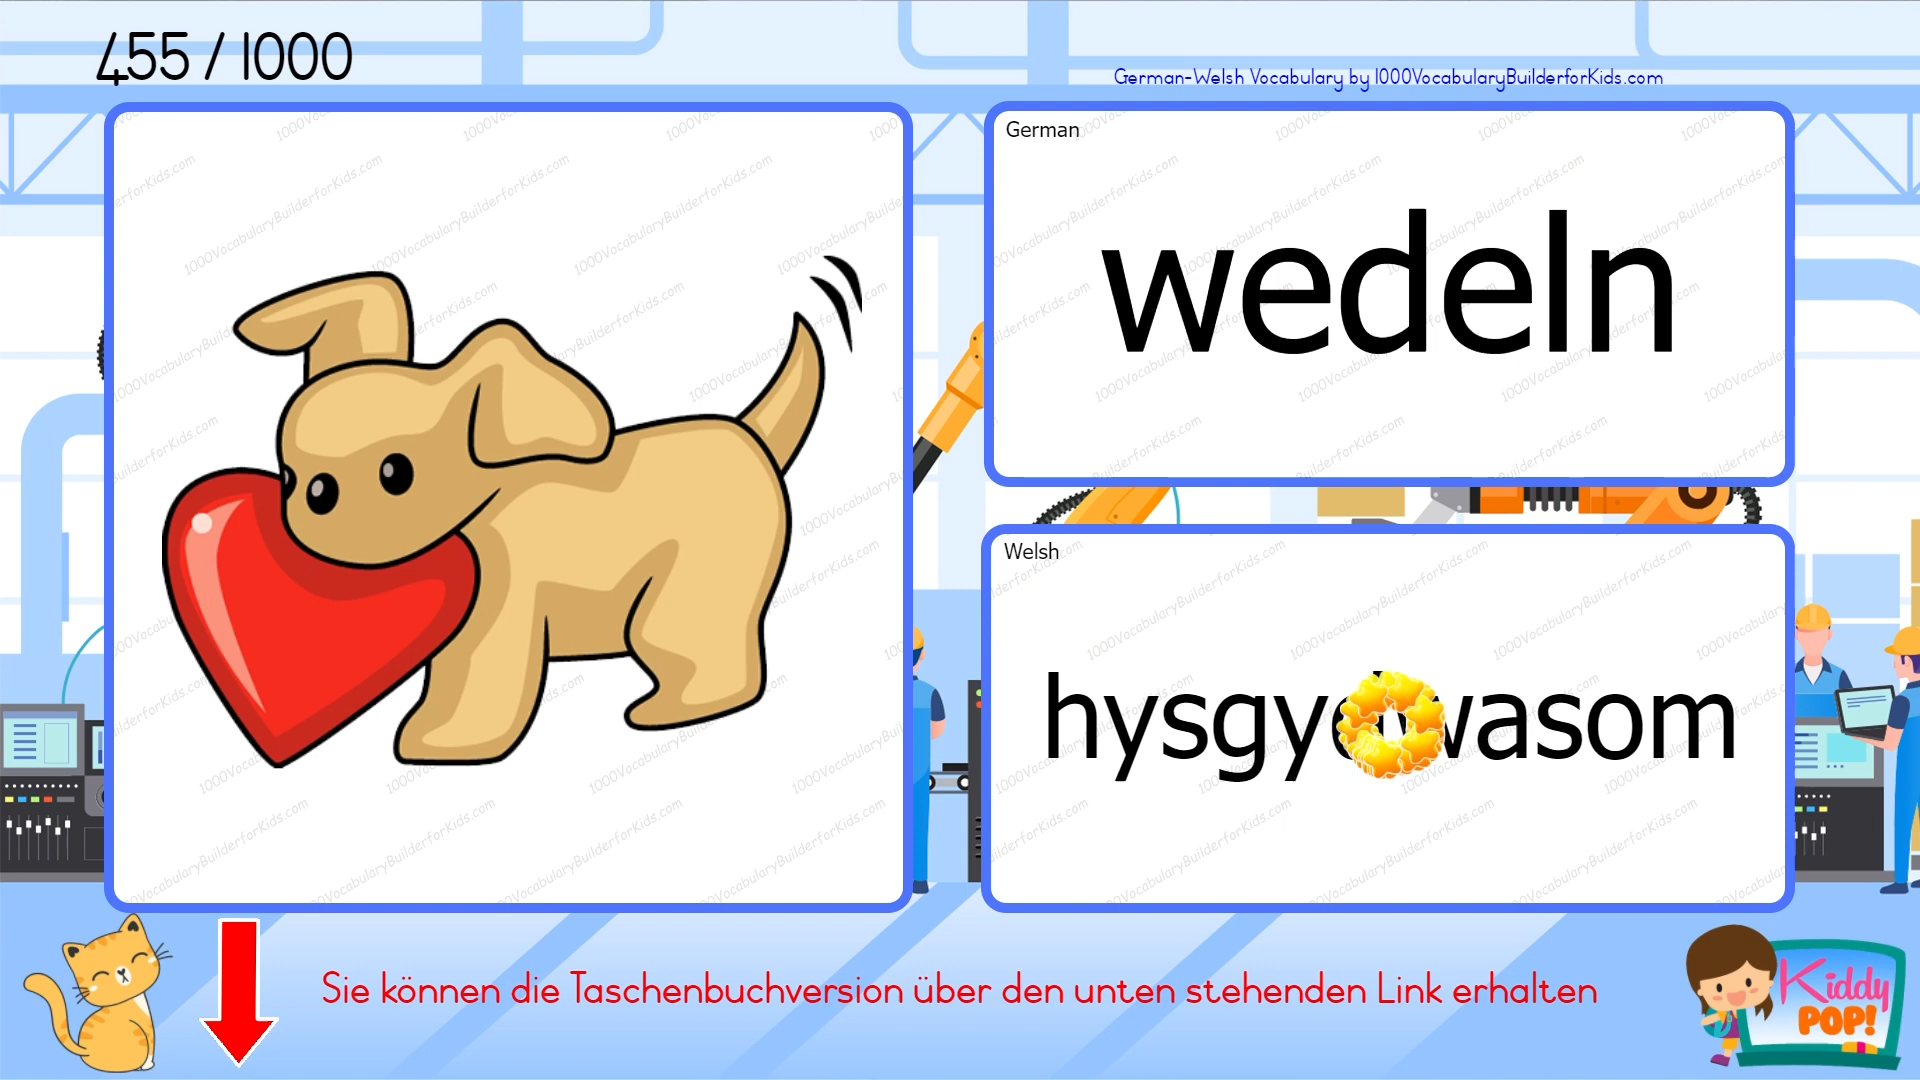 455 / 1000
German-Welsh Vocabulary by 1000VocabularyBuilderforKids.com
German
wedeln
Welsh
Sie können die Taschenbuchversion über den unten stehenden Link erhalten
Kiddy
POP!